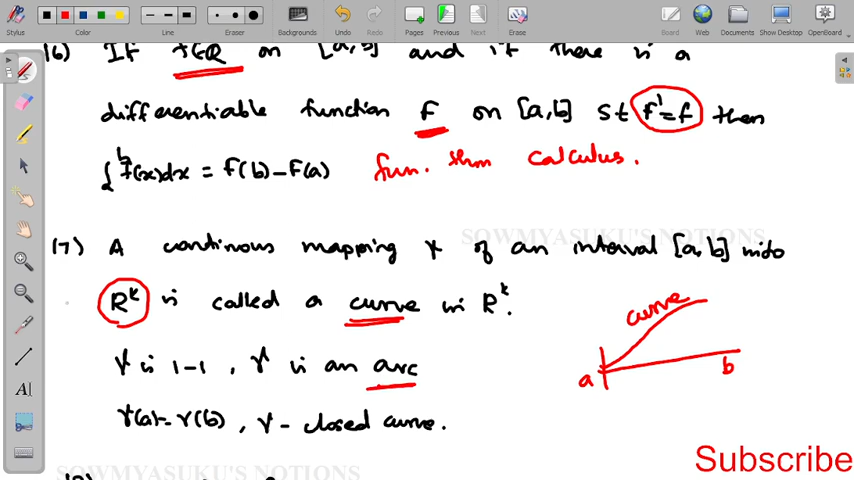 Stylus Color Line Eraser Backgrounds Undo Redo Pages Previous Next Erase Board Web Documents Show Desktop OpenBoard
16) If f∈R on [a,b] and if there is a
differentiable function F on [a,b] st F'=f then
∫ₐᵇ f(x)dx = F(b)-F(a) fun. thm calculus.
SOWMYASUKU'S NOTIONS
17) A continous mapping γ of an interval [a,b] into
R^k is called a curve in R^k.
curve
γ is 1-1, γ is an arc
a b
γ(a)=γ(b), γ- closed curve.
Subscribe
SOWMYASUKU'S NOTIONS